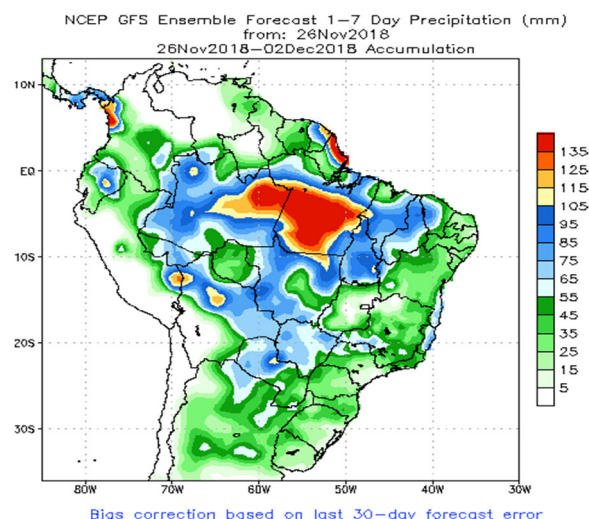 NCEP GFS Ensemble Forecast 1–7 Day Precipitation (mm)
from: 26Nov2018
26Nov2018–02Dec2018 Accumulation
10N
EQ
10S
20S
30S
80W
70W
60W
50W
40W
30W
135
125
115
105
95
85
75
65
55
45
35
25
15
5
Bias correction based on last 30–day forecast error